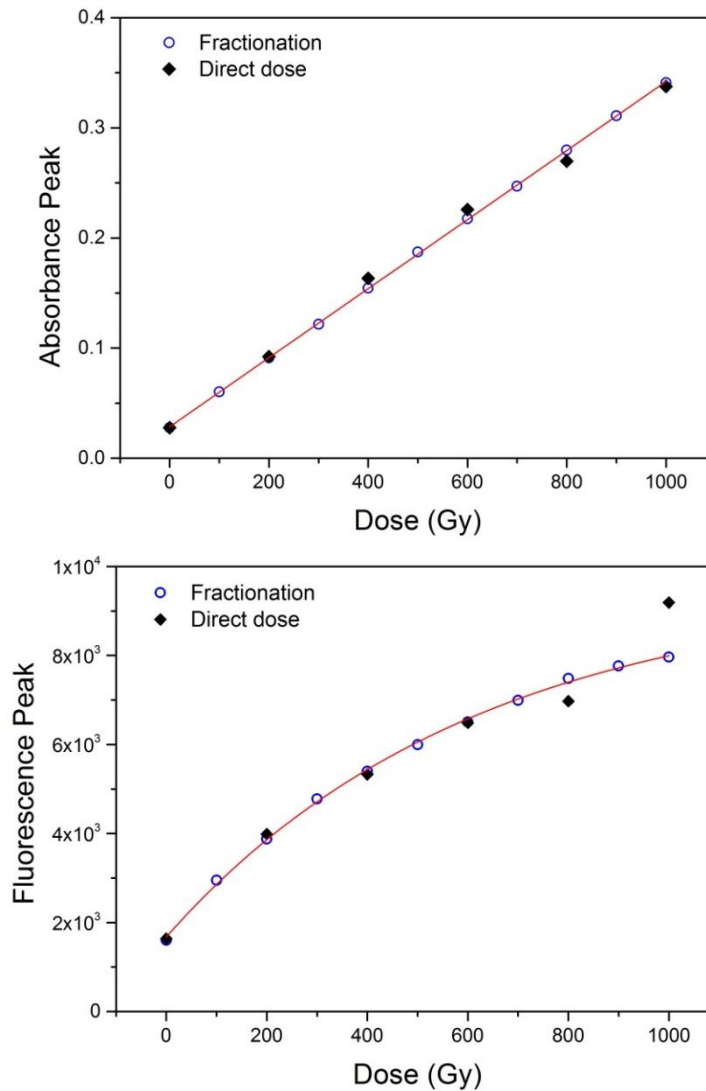 0.4
Fractionation
Direct dose
0.3
0.2
0.1
0.0
Absorbance Peak
0 200 400 600 800 1000
Dose (Gy)
1x10⁴
Fractionation
Direct dose
8x10³
6x10³
4x10³
2x10³
0
Fluorescence Peak
0 200 400 600 800 1000
Dose (Gy)